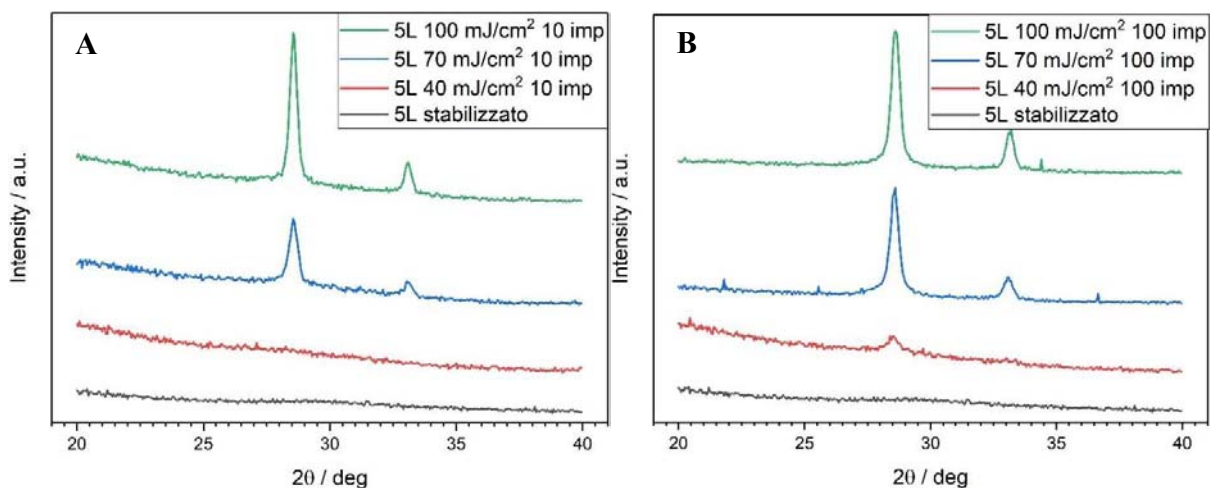 A
5L 100 mJ/cm² 10 imp
5L 70 mJ/cm² 10 imp
5L 40 mJ/cm² 10 imp
5L stabilizzato
Intensity / a.u.
20 25 30 35 40
2θ / deg
B
5L 100 mJ/cm² 100 imp
5L 70 mJ/cm² 100 imp
5L 40 mJ/cm² 100 imp
5L stabilizzato
Intensity / a.u.
20 25 30 35 40
2θ / deg